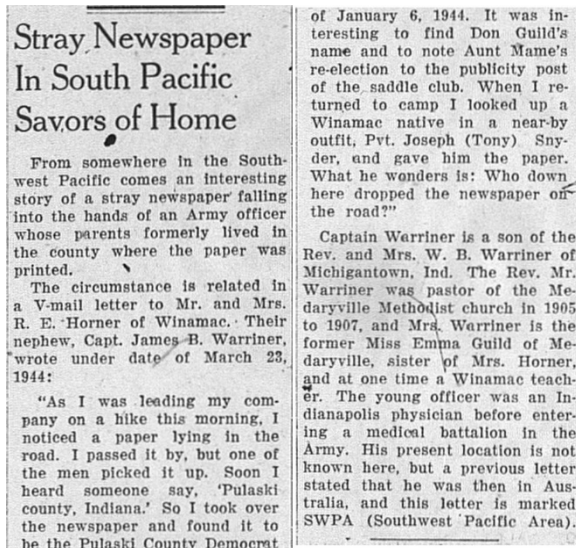 Stray Newspaper
In South Pacific
Savors of Home
From somewhere in the South-
west Pacific comes an interesting
story of a stray newspaper falling
into the hands of an Army officer
whose parents formerly lived in
the county where the paper was
printed.
The circumstance is related in
a V-mail letter to Mr. and Mrs.
R. E. Horner of Winamac. Their
nephew, Capt. James B. Warriner,
wrote under date of March 23,
1944:
"As I was leading my com-
pany on a hike this morning, I
noticed a paper lying in the
road. I passed it by, but one of
the men picked it up. Soon I
heard someone say, 'Pulaski
county, Indiana.' So I took over
the newspaper and found it to
be the Pulaski County Democrat
of January 6, 1944. It was in-
teresting to find Don Guild's
name and to note Aunt Mame's
re-election to the publicity post
of the saddle club. When I re-
turned to camp I looked up a
Winamac native in a near-by
outfit, Pvt. Joseph (Tony) Sny-
der, and gave him the paper.
What he wonders is: Who down
here dropped the newspaper on
the road?"
Captain Warriner is a son of the
Rev. and Mrs. W. B. Warriner of
Michigantown, Ind. The Rev. Mr.
Warriner was pastor of the Me-
daryville Methodist church in 1905
to 1907, and Mrs. Warriner is the
former Miss Emma Guild of Me-
daryville, sister of Mrs. Horner,
and at one time a Winamac teach-
er. The young officer was an In-
dianapolis physician before enter-
ing a medical battalion in the
Army. His present location is not
known here, but a previous letter
stated that he was then in Aus-
tralia, and this letter is marked
SWPA (Southwest Pacific Area).